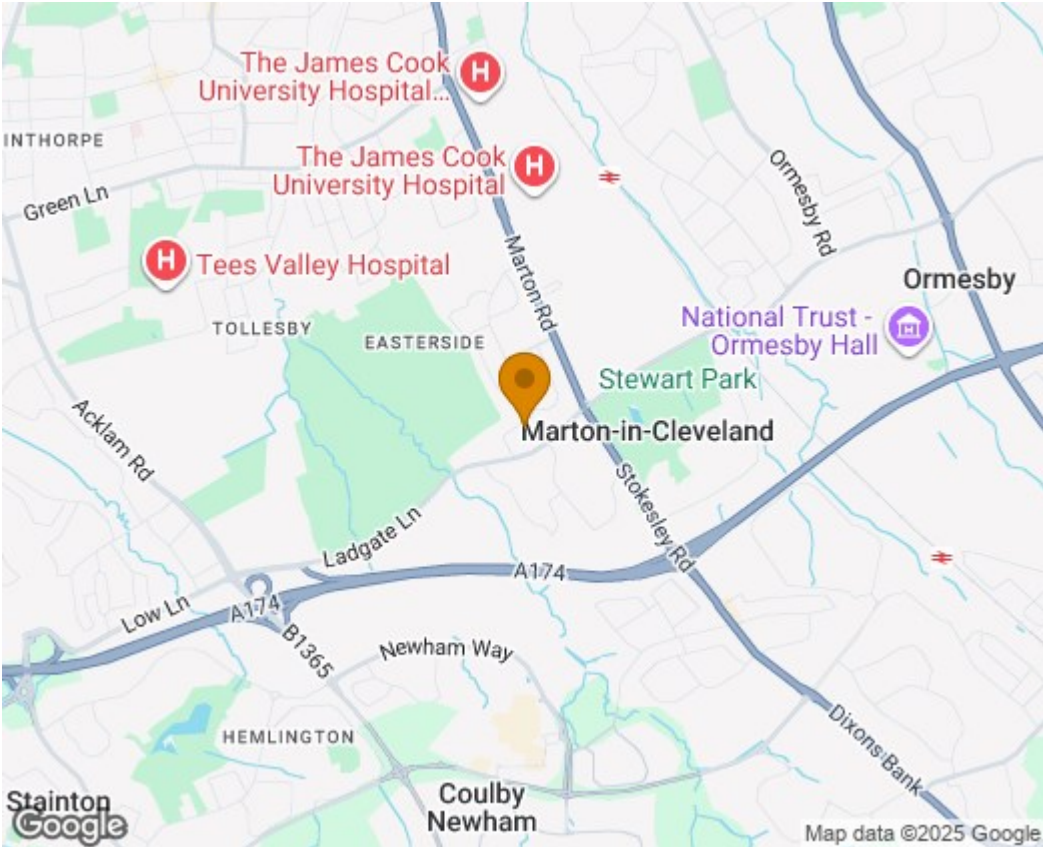 The James Cook
University Hospital...
H
INTHORPE
The James Cook
University Hospital
H
Ormesby Rd
Green Ln
Marton Rd
H
Tees Valley Hospital
Ormesby
TOLLESBY
EASTERSIDE
National Trust -
Ormesby Hall
Stewart Park
Acklam Rd
Marton-in-Cleveland
Stokesley Rd
Ladgate Ln
A174
Low Ln
A174
B1365
Newham Way
Dixons Bank
HEMLINGTON
Stainton
Coulby
Newham
Google
Map data ©2025 Google